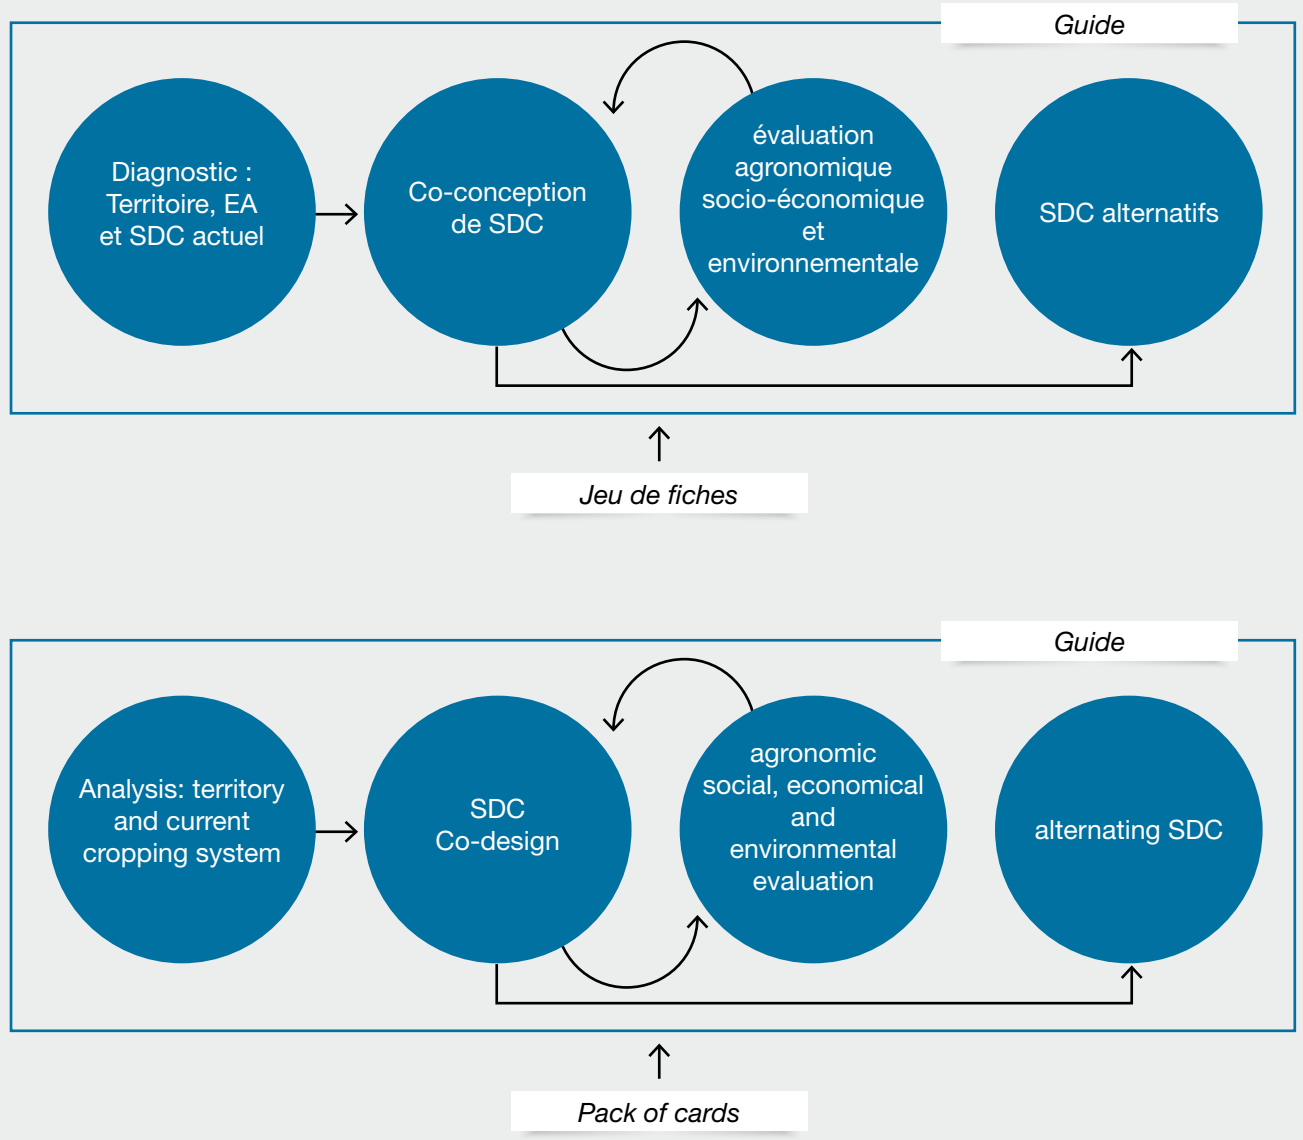 Guide
Diagnostic :
Territoire, EA
et SDC actuel
Co-conception
de SDC
évaluation
agronomique
socio-économique
et
environnementale
SDC alternatifs
Jeu de fiches
Guide
Analysis: territory
and current
cropping system
SDC
Co-design
agronomic
social, economical
and
environmental
evaluation
alternating SDC
Pack of cards